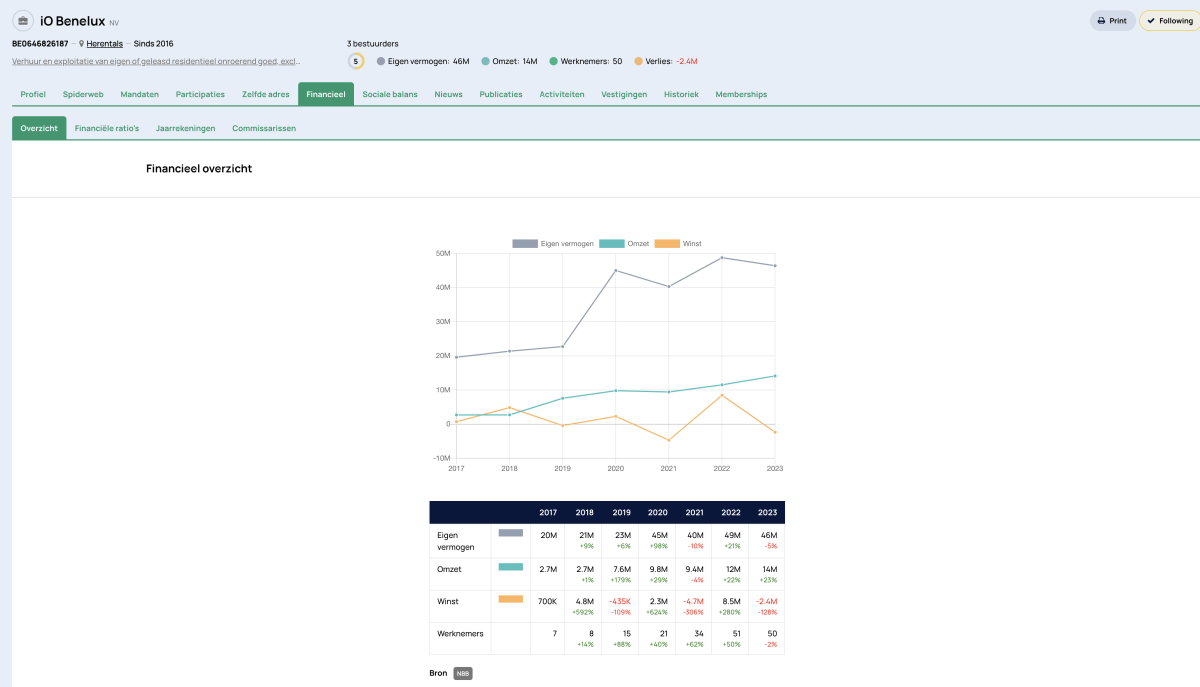 iO Benelux NV
Print
Following
BE0646826187 — Herentals — Sinds 2016
3 bestuurders
Verhuur en exploitatie van eigen of geleasd residentieel onroerend goed, excl...
5 Eigen vermogen: 46M Omzet: 14M Werknemers: 50 Verlies: -2.4M
Profiel Spiderweb Mandaten Participaties Zelfde adres Financieel Sociale balans Nieuws Publicaties Activiteiten Vestigingen Historiek Memberships
Overzicht Financiële ratio's Jaarrekeningen Commissarissen
Financieel overzicht
Eigen vermogen Omzet Winst
50M
40M
30M
20M
10M
0
-10M
2017 2018 2019 2020 2021 2022 2023
2017 2018 2019 2020 2021 2022 2023
Eigen vermogen 20M 21M 23M 45M 40M 49M 46M
+9% +6% +98% -10% +21% -5%
Omzet 2.7M 2.7M 7.6M 9.8M 9.4M 12M 14M
+1% +179% +29% -4% +22% +23%
Winst 700K 4.8M -435K 2.3M -4.7M 8.5M -2.4M
+592% -109% +624% -306% +280% -128%
Werknemers 7 8 15 21 34 51 50
+14% +88% +40% +62% +50% -2%
Bron NBB